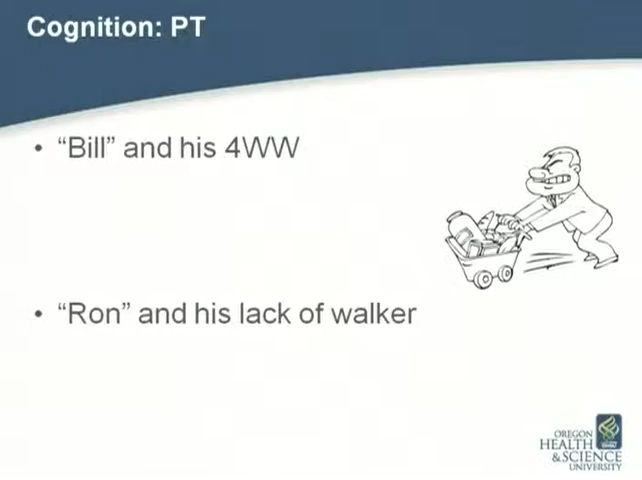 Cognition: PT
• “Bill” and his 4WW
• “Ron” and his lack of walker
OREGON
HEALTH
&SCIENCE
UNIVERSITY